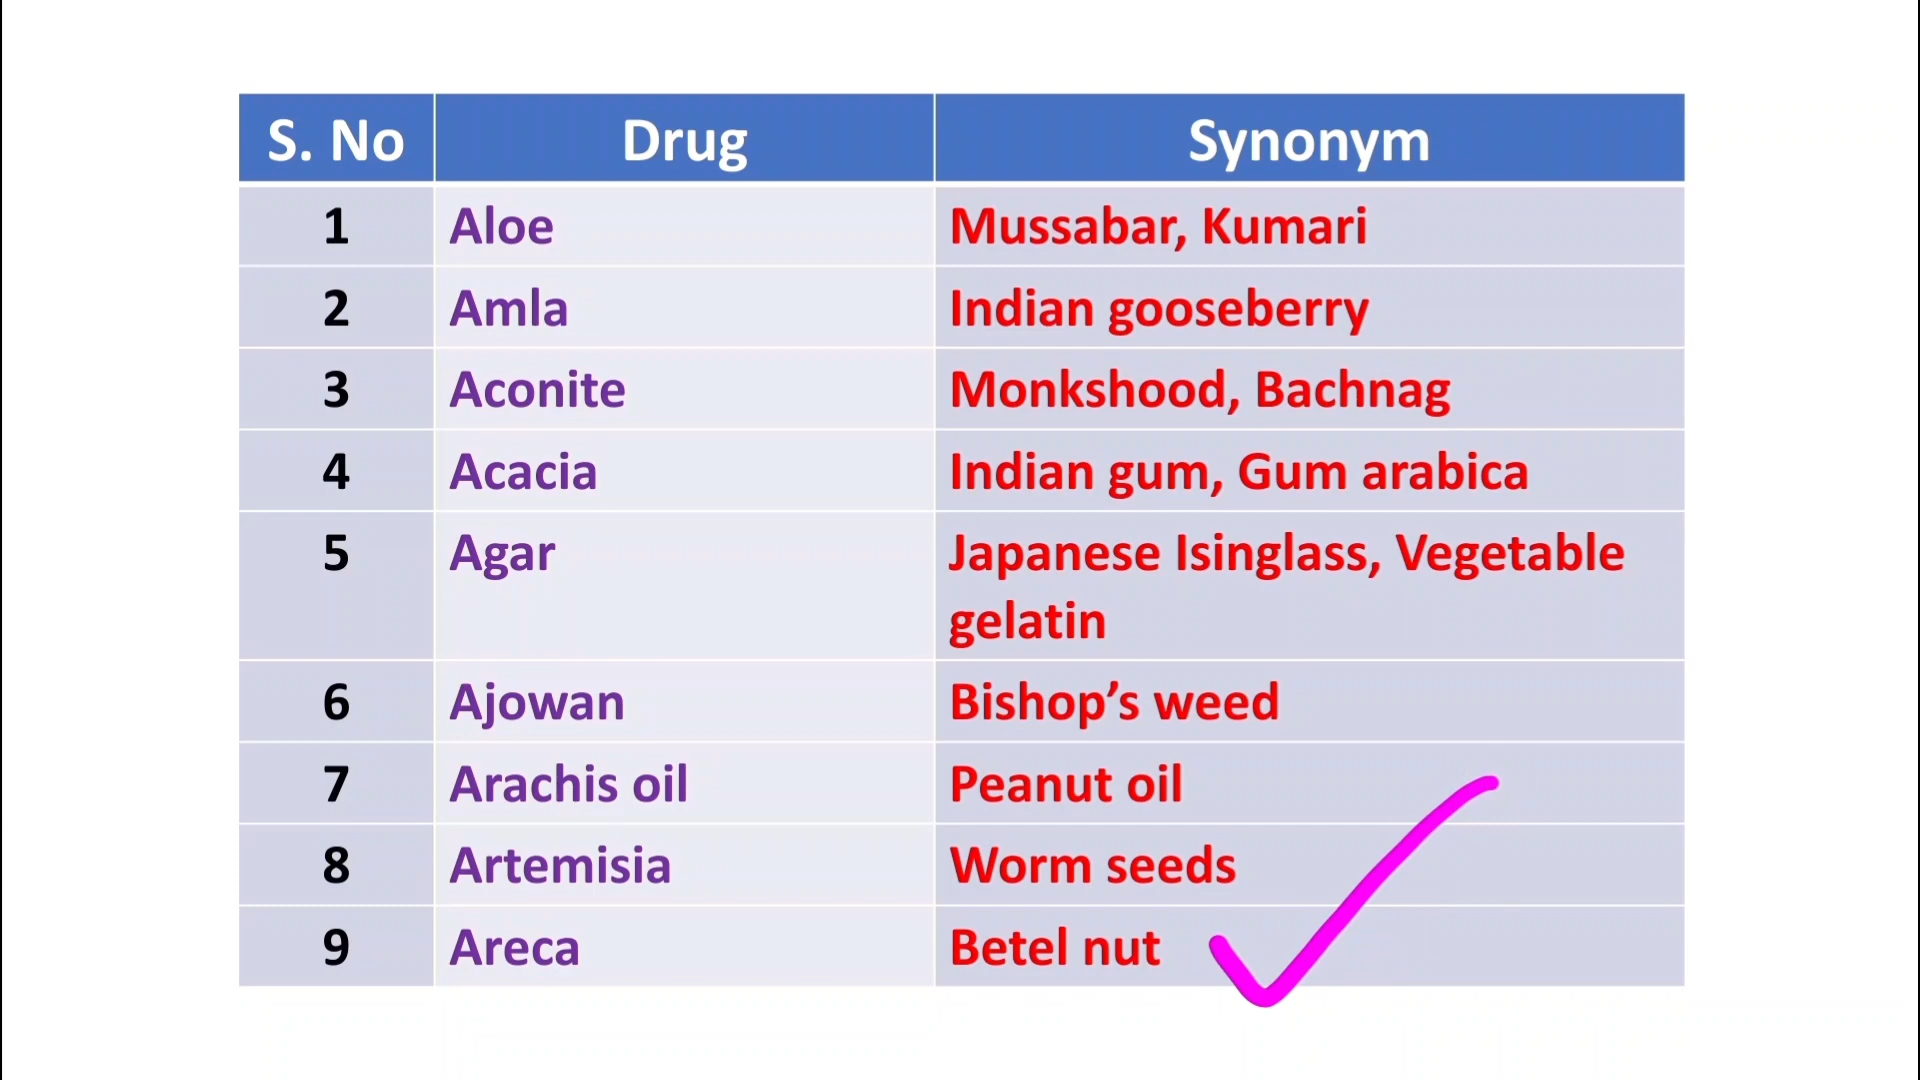 S. No Drug Synonym
1 Aloe Mussabar, Kumari
2 Amla Indian gooseberry
3 Aconite Monkshood, Bachnag
4 Acacia Indian gum, Gum arabica
5 Agar Japanese Isinglass, Vegetable
gelatin
6 Ajowan Bishop’s weed
7 Arachis oil Peanut oil
8 Artemisia Worm seeds
9 Areca Betel nut